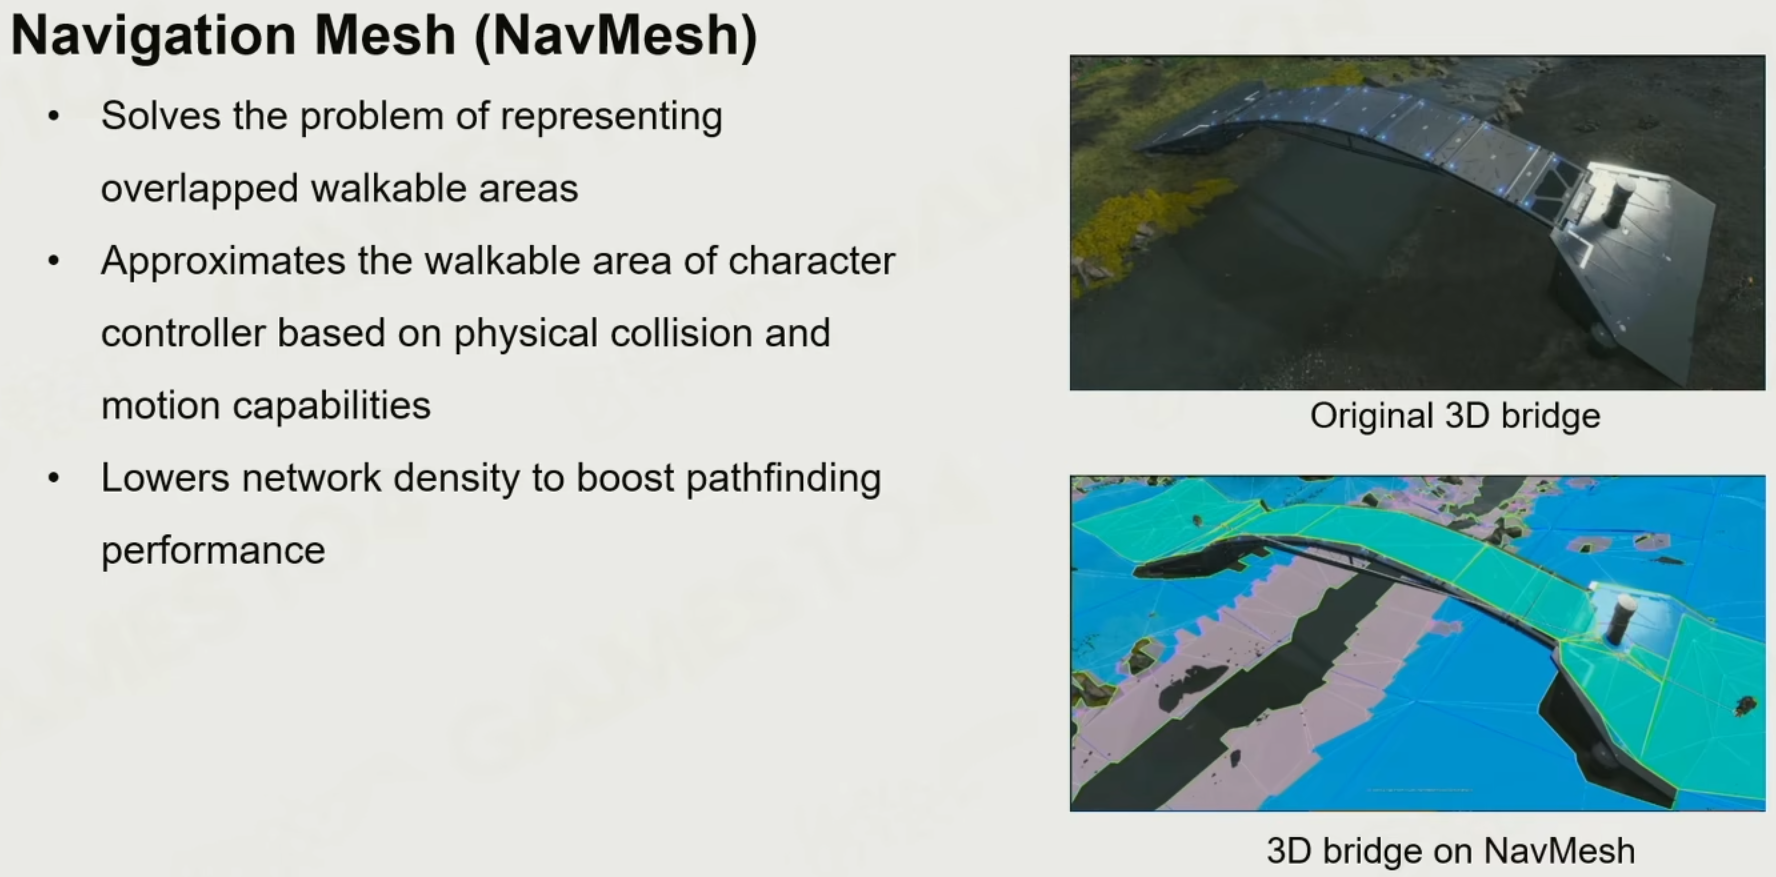 Navigation Mesh (NavMesh)
• Solves the problem of representing
overlapped walkable areas
• Approximates the walkable area of character
controller based on physical collision and
motion capabilities
• Lowers network density to boost pathfinding
performance
Original 3D bridge
3D bridge on NavMesh
GAMES104